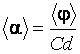 ⟨α⟩ = ⟨φ⟩ / Cd.